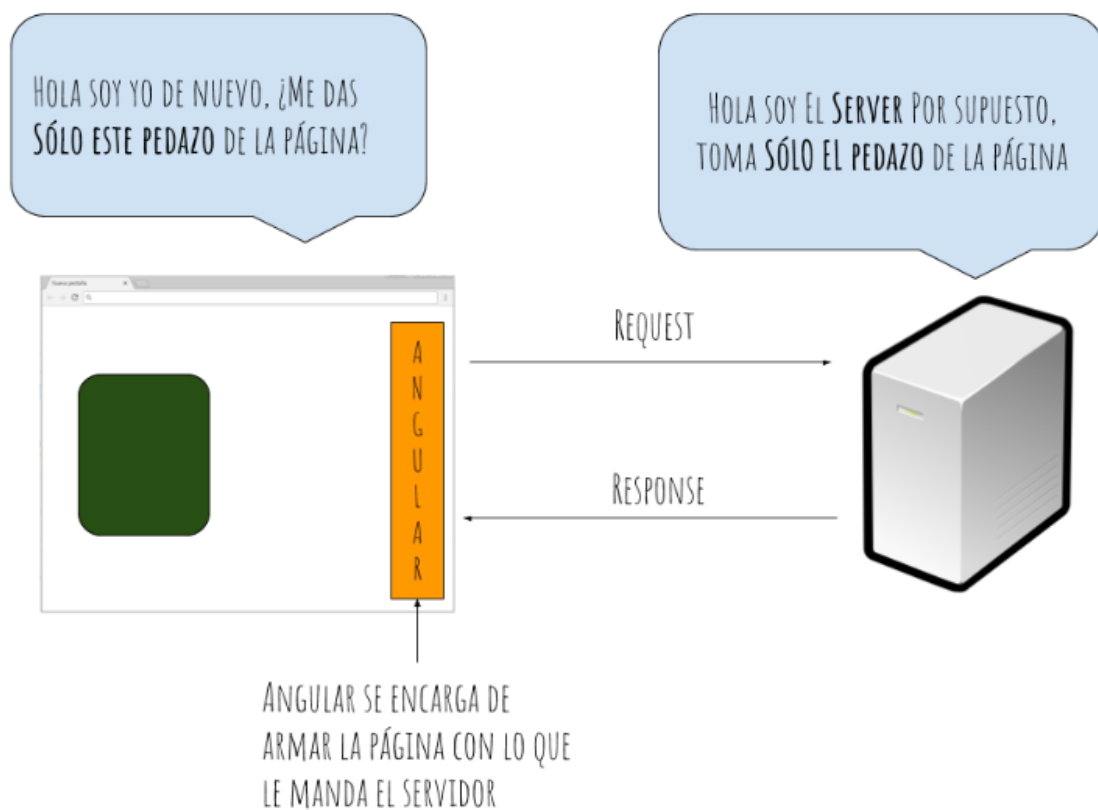 Hola soy yo de nuevo, ¿Me das
Sólo este pedazo de la página?
Hola soy El Server Por supuesto,
toma SÓLO El pedazo de la página
Nueva pestaña
Request
A
N
G
U
L
A
R
Response
Angular se encarga de
armar la página con lo que
le manda el servidor